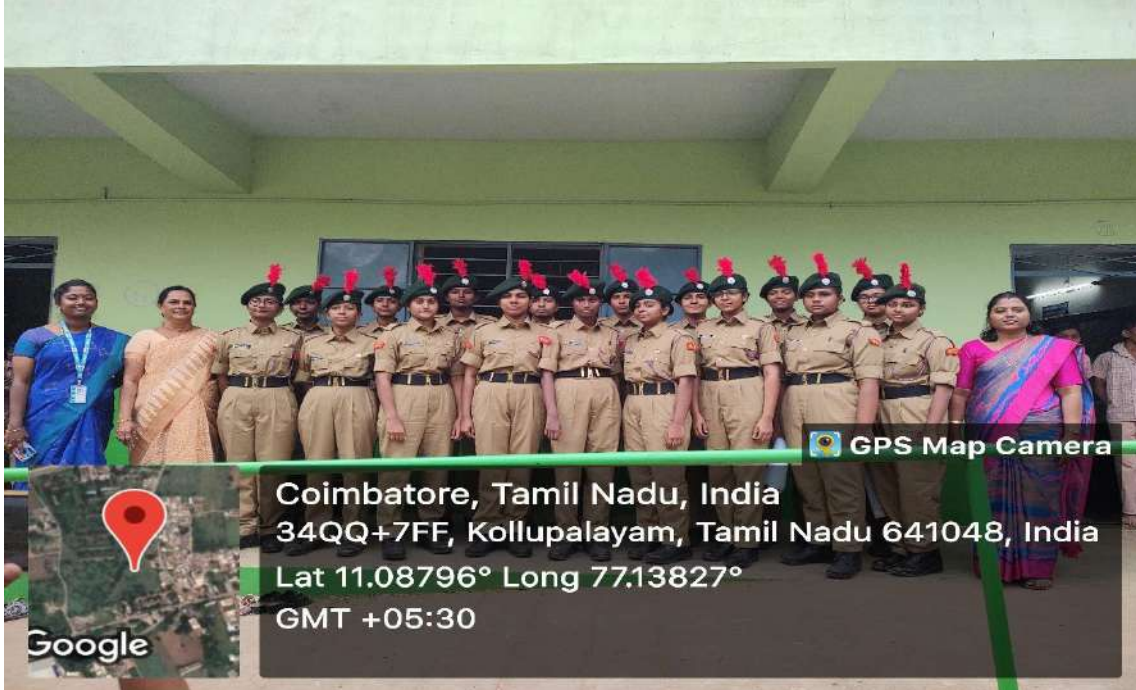 GPS Map Camera
Coimbatore, Tamil Nadu, India
34QQ+7FF, Kollupalayam, Tamil Nadu 641048, India
Lat 11.08796° Long 77.13827°
GMT +05:30
Google